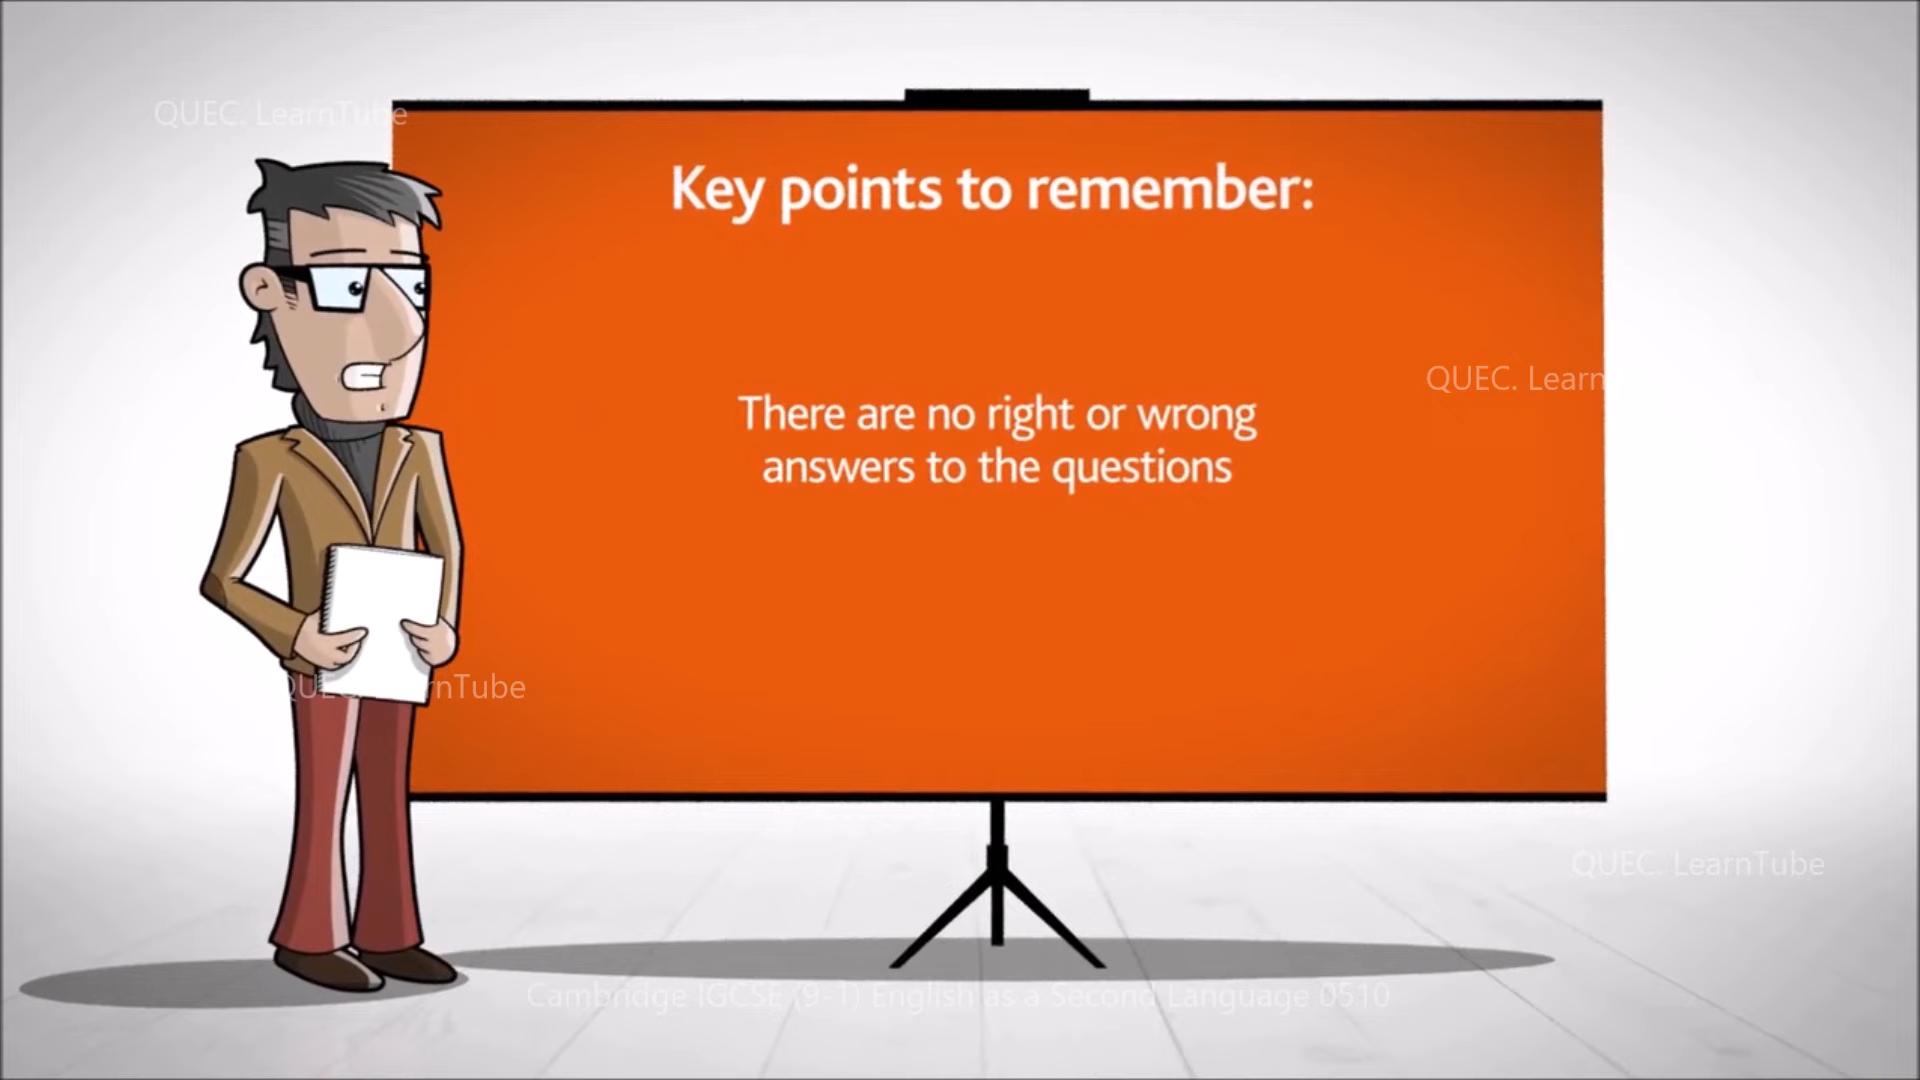 QUEC. LearnTube
Key points to remember:
QUEC. Learn
There are no right or wrong
answers to the questions
QUEC. LearnTube
QUEC. LearnTube
Cambridge IGCSE (9-1) English as a Second Language 0510